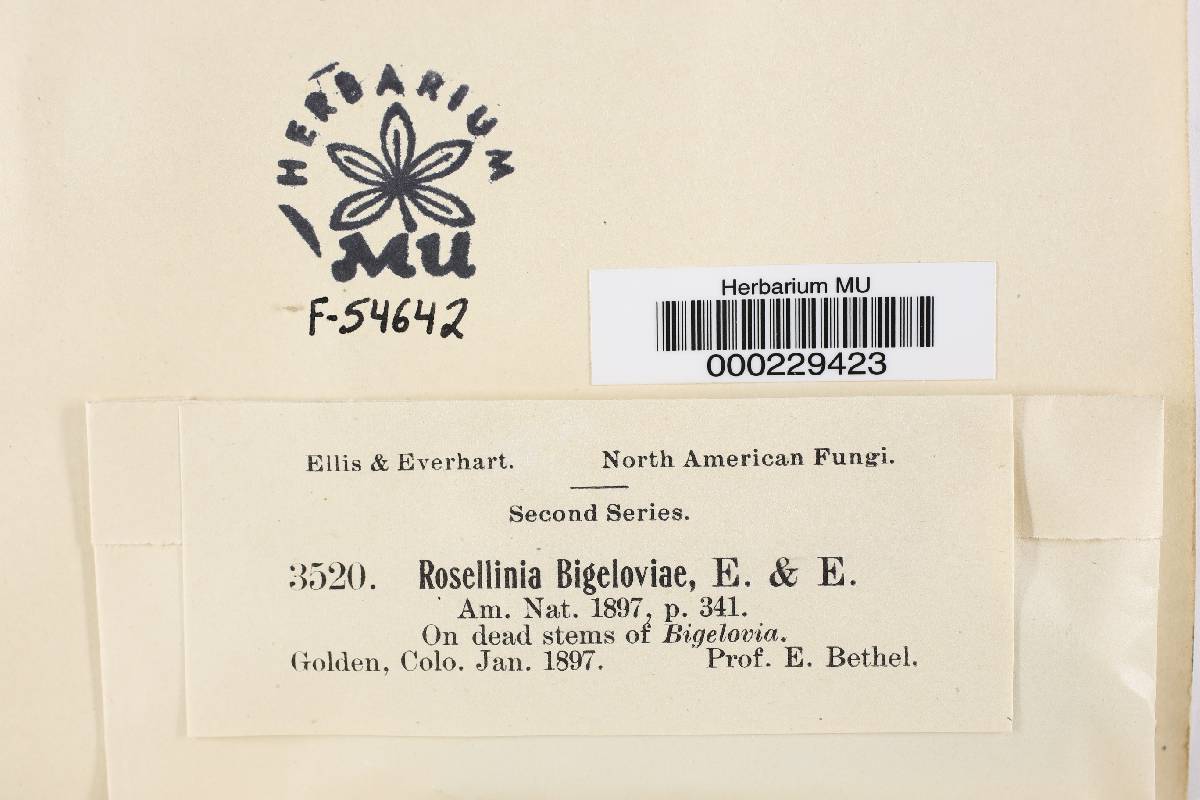 HERBARIUM
MU
F-54642
Herbarium MU
000229423
Ellis & Everhart. North American Fungi.
Second Series.
3520. Rosellinia Bigeloviae, E. & E.
Am. Nat. 1897, p. 341.
On dead stems of Bigelovia.
Golden, Colo. Jan. 1897. Prof. E. Bethel.